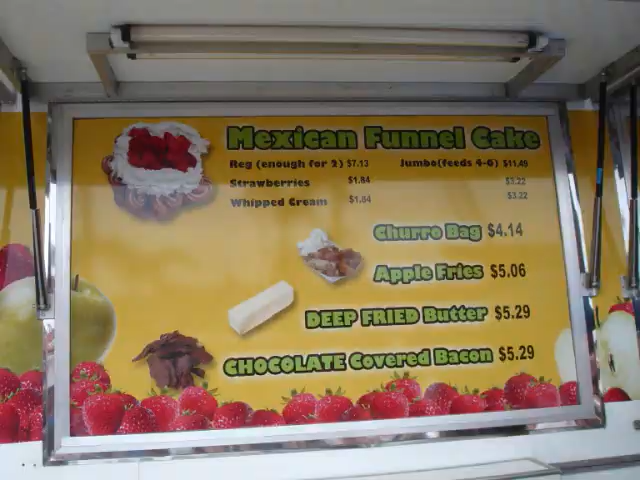 Mexican Funnel Cake
Reg (enough for 2) $7.13 Jumbo(feeds 4-6) $11.49
Strawberries $1.84 $3.22
Whipped Cream $1.84 $3.22
Churro Bag $4.14
Apple Fries $5.06
DEEP FRIED Butter $5.29
CHOCOLATE Covered Bacon $5.29